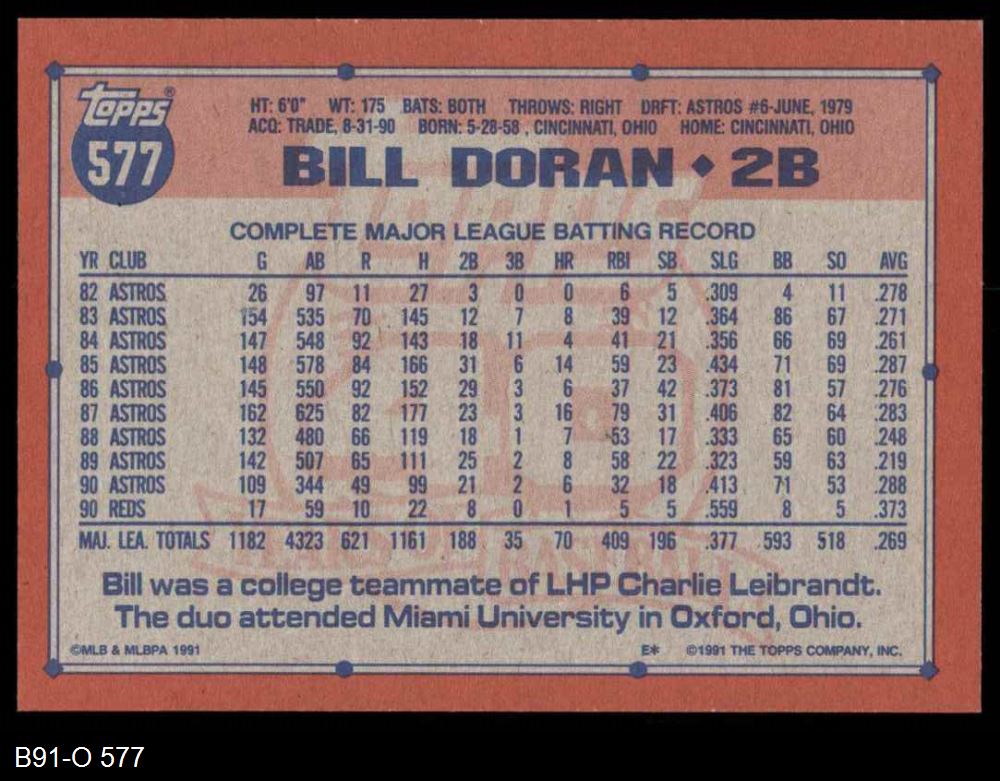 TOPPS®
577
HT: 6'0" WT: 175 BATS: BOTH THROWS: RIGHT DRFT: ASTROS #6-JUNE, 1979
ACQ: TRADE, 8-31-90 BORN: 5-28-58 , CINCINNATI, OHIO HOME: CINCINNATI, OHIO
BILL DORAN ◆ 2B
COMPLETE MAJOR LEAGUE BATTING RECORD
YR CLUB G AB R H 2B 3B HR RBI SB SLG BB SO AVG
82 ASTROS 26 97 11 27 3 0 0 6 5 .309 4 11 .278
83 ASTROS 154 535 70 145 12 7 8 39 12 .364 86 67 .271
84 ASTROS 147 548 92 143 18 11 4 41 21 .356 66 69 .261
85 ASTROS 148 578 84 166 31 6 14 59 23 .434 71 69 .287
86 ASTROS 145 550 92 152 29 3 6 37 42 .373 81 57 .276
87 ASTROS 162 625 82 177 23 3 16 79 31 .406 82 64 .283
88 ASTROS 132 480 66 119 18 1 7 53 17 .333 65 60 .248
89 ASTROS 142 507 65 111 25 2 8 58 22 .323 59 63 .219
90 ASTROS 109 344 49 99 21 2 6 32 18 .413 71 53 .288
90 REDS 17 59 10 22 8 0 1 5 5 .559 8 5 .373
MAJ. LEA. TOTALS 1182 4323 621 1161 188 35 70 409 196 .377 593 518 .269
Bill was a college teammate of LHP Charlie Leibrandt.
The duo attended Miami University in Oxford, Ohio.
©MLB & MLBPA 1991 E* ©1991 THE TOPPS COMPANY, INC.
B91-O 577